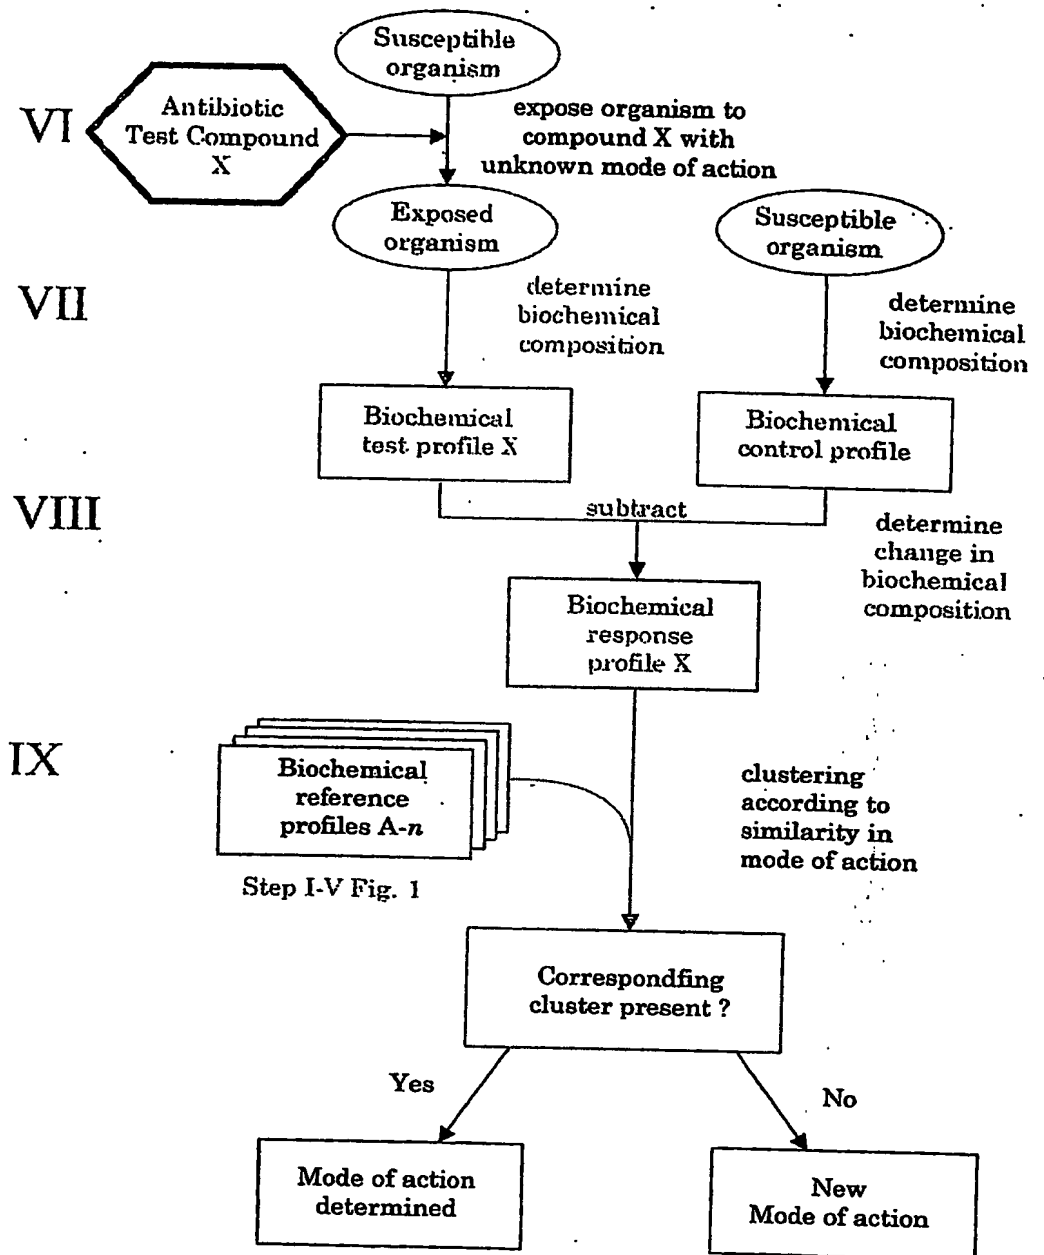 Susceptible
organism
VI
Antibiotic
Test Compound
X
expose organism to
compound X with
unknown mode of action
Exposed
organism
Susceptible
organism
VII
determine
biochemical
composition
determine
biochemical
composition
Biochemical
test profile X
Biochemical
control profile
VIII
subtract
determine
change in
biochemical
composition
Biochemical
response
profile X
IX
Biochemical
reference
profiles A-n
clustering
according to
similarity in
mode of action
Step I-V Fig. 1
Correspondfing
cluster present ?
Yes
No
Mode of action
determined
New
Mode of action